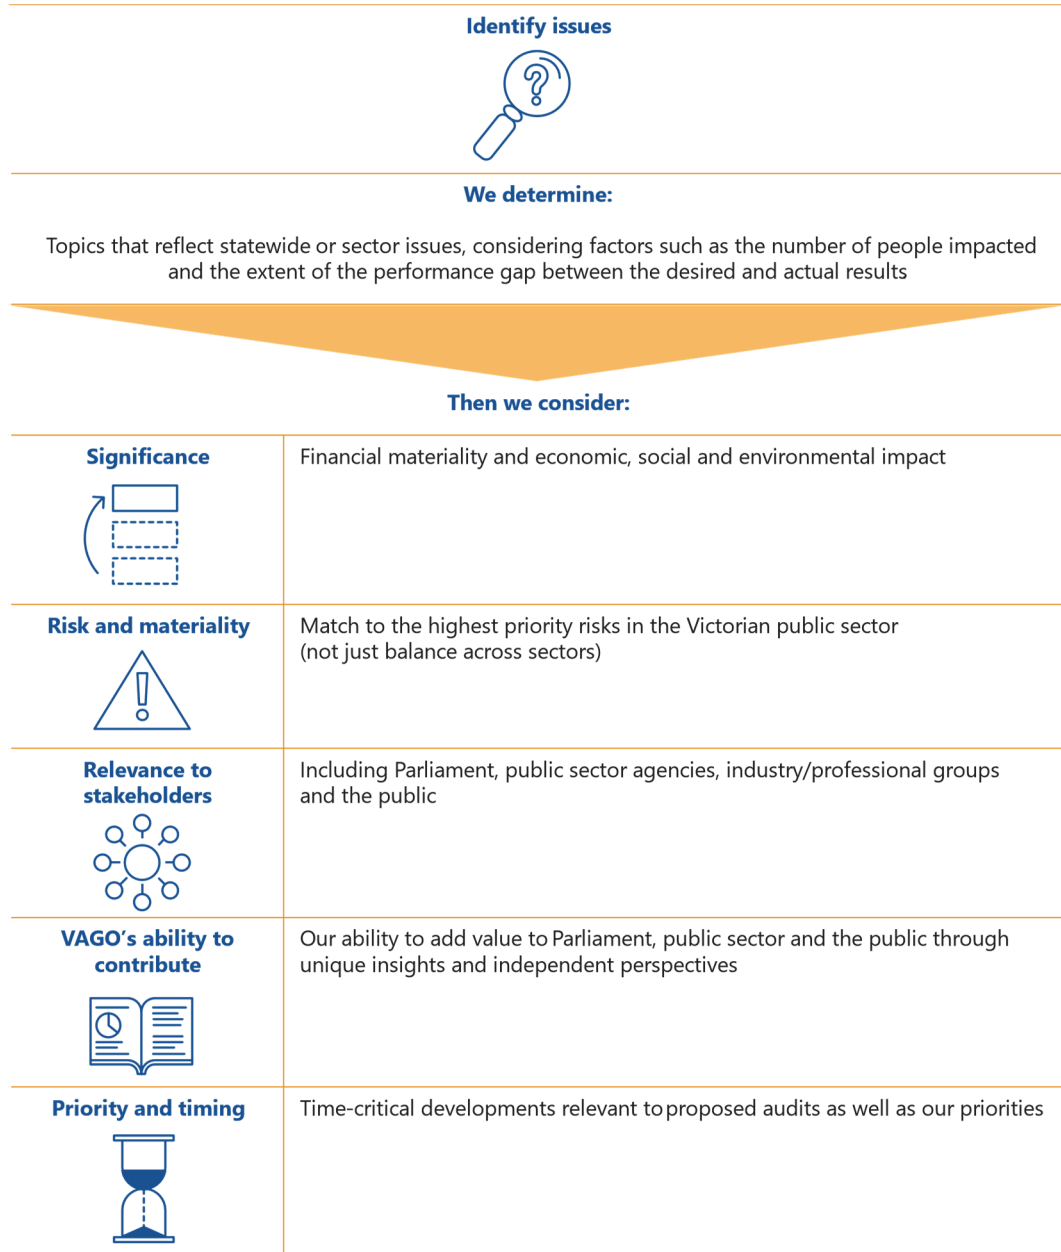 Identify issues
?
We determine:
Topics that reflect statewide or sector issues, considering factors such as the number of people impacted
and the extent of the performance gap between the desired and actual results
Then we consider:
Significance
Financial materiality and economic, social and environmental impact
Risk and materiality
Match to the highest priority risks in the Victorian public sector
(not just balance across sectors)
!
Relevance to
stakeholders
Including Parliament, public sector agencies, industry/professional groups
and the public
VAGO’s ability to
contribute
Our ability to add value to Parliament, public sector and the public through
unique insights and independent perspectives
Priority and timing
Time-critical developments relevant to proposed audits as well as our priorities